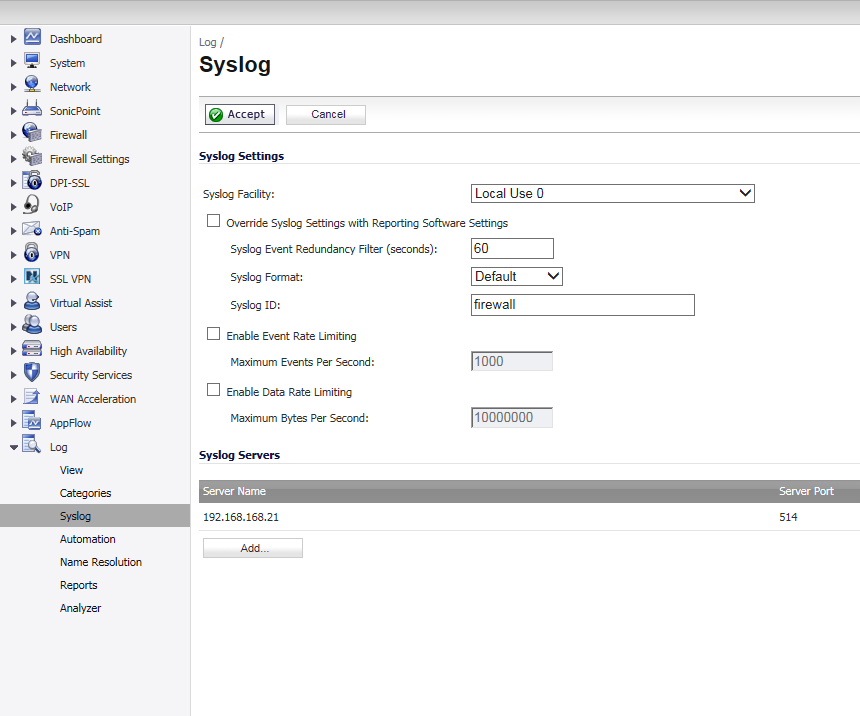 Dashboard
System
Network
SonicPoint
Firewall
Firewall Settings
DPI-SSL
VoIP
Anti-Spam
VPN
SSL VPN
Virtual Assist
Users
High Availability
Security Services
WAN Acceleration
AppFlow
Log
View
Categories
Syslog
Automation
Name Resolution
Reports
Analyzer
Log /
Syslog
Accept Cancel
Syslog Settings
Syslog Facility: Local Use 0
Override Syslog Settings with Reporting Software Settings
Syslog Event Redundancy Filter (seconds): 60
Syslog Format: Default
Syslog ID: firewall
Enable Event Rate Limiting
Maximum Events Per Second: 1000
Enable Data Rate Limiting
Maximum Bytes Per Second: 10000000
Syslog Servers
Server Name Server Port
192.168.168.21 514
Add...